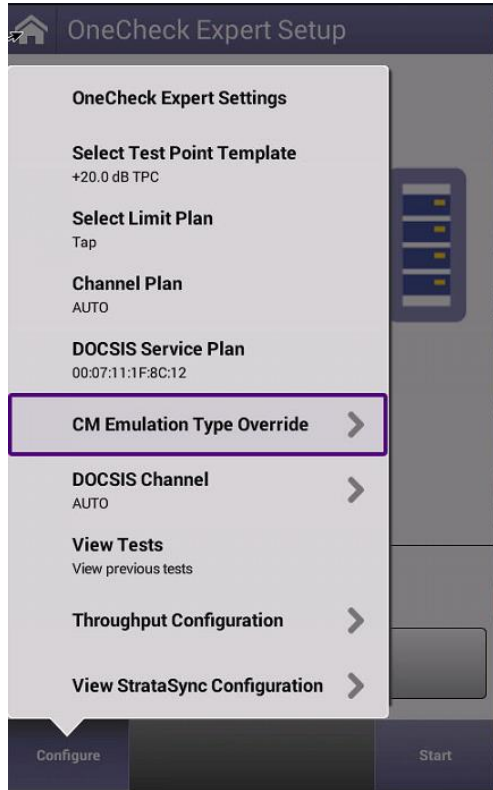 OneCheck Expert Setup
OneCheck Expert Settings
Select Test Point Template
+20.0 dB TPC
Select Limit Plan
Tap
Channel Plan
AUTO
DOCSIS Service Plan
00:07:11:1F:8C:12
CM Emulation Type Override
DOCSIS Channel
AUTO
View Tests
View previous tests
Throughput Configuration
View StrataSync Configuration
Configure
Start